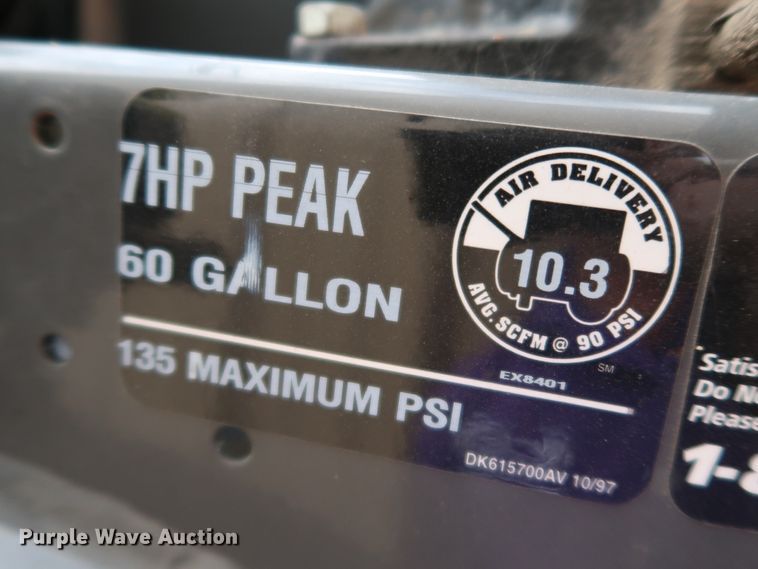 7HP PEAK
60 GALLON
135 MAXIMUM PSI
AIR DELIVERY
10.3
AVG. SCFM @ 90 PSI
SM
EX8401
DK615700AV 10/97
Satis
Do N
Please
1-8
Purple Wave Auction